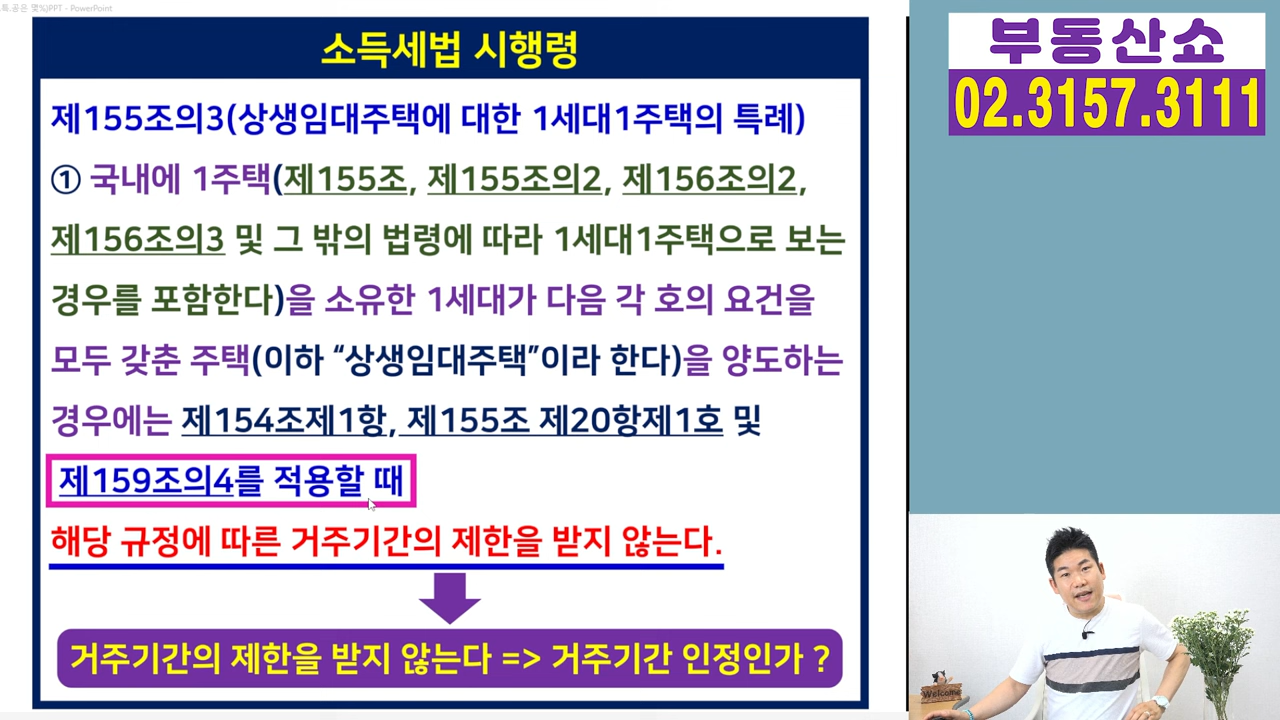 특.공은 몇%)PPT - PowerPoint
소득세법 시행령
제155조의3(상생임대주택에 대한 1세대1주택의 특례)
① 국내에 1주택(제155조, 제155조의2, 제156조의2,
제156조의3 및 그 밖의 법령에 따라 1세대1주택으로 보는
경우를 포함한다)을 소유한 1세대가 다음 각 호의 요건을
모두 갖춘 주택(이하 “상생임대주택”이라 한다)을 양도하는
경우에는 제154조제1항, 제155조 제20항제1호 및
제159조의4를 적용할 때
해당 규정에 따른 거주기간의 제한을 받지 않는다.
거주기간의 제한을 받지 않는다 => 거주기간 인정인가 ?
부동산쇼
02.3157.3111
Welcome